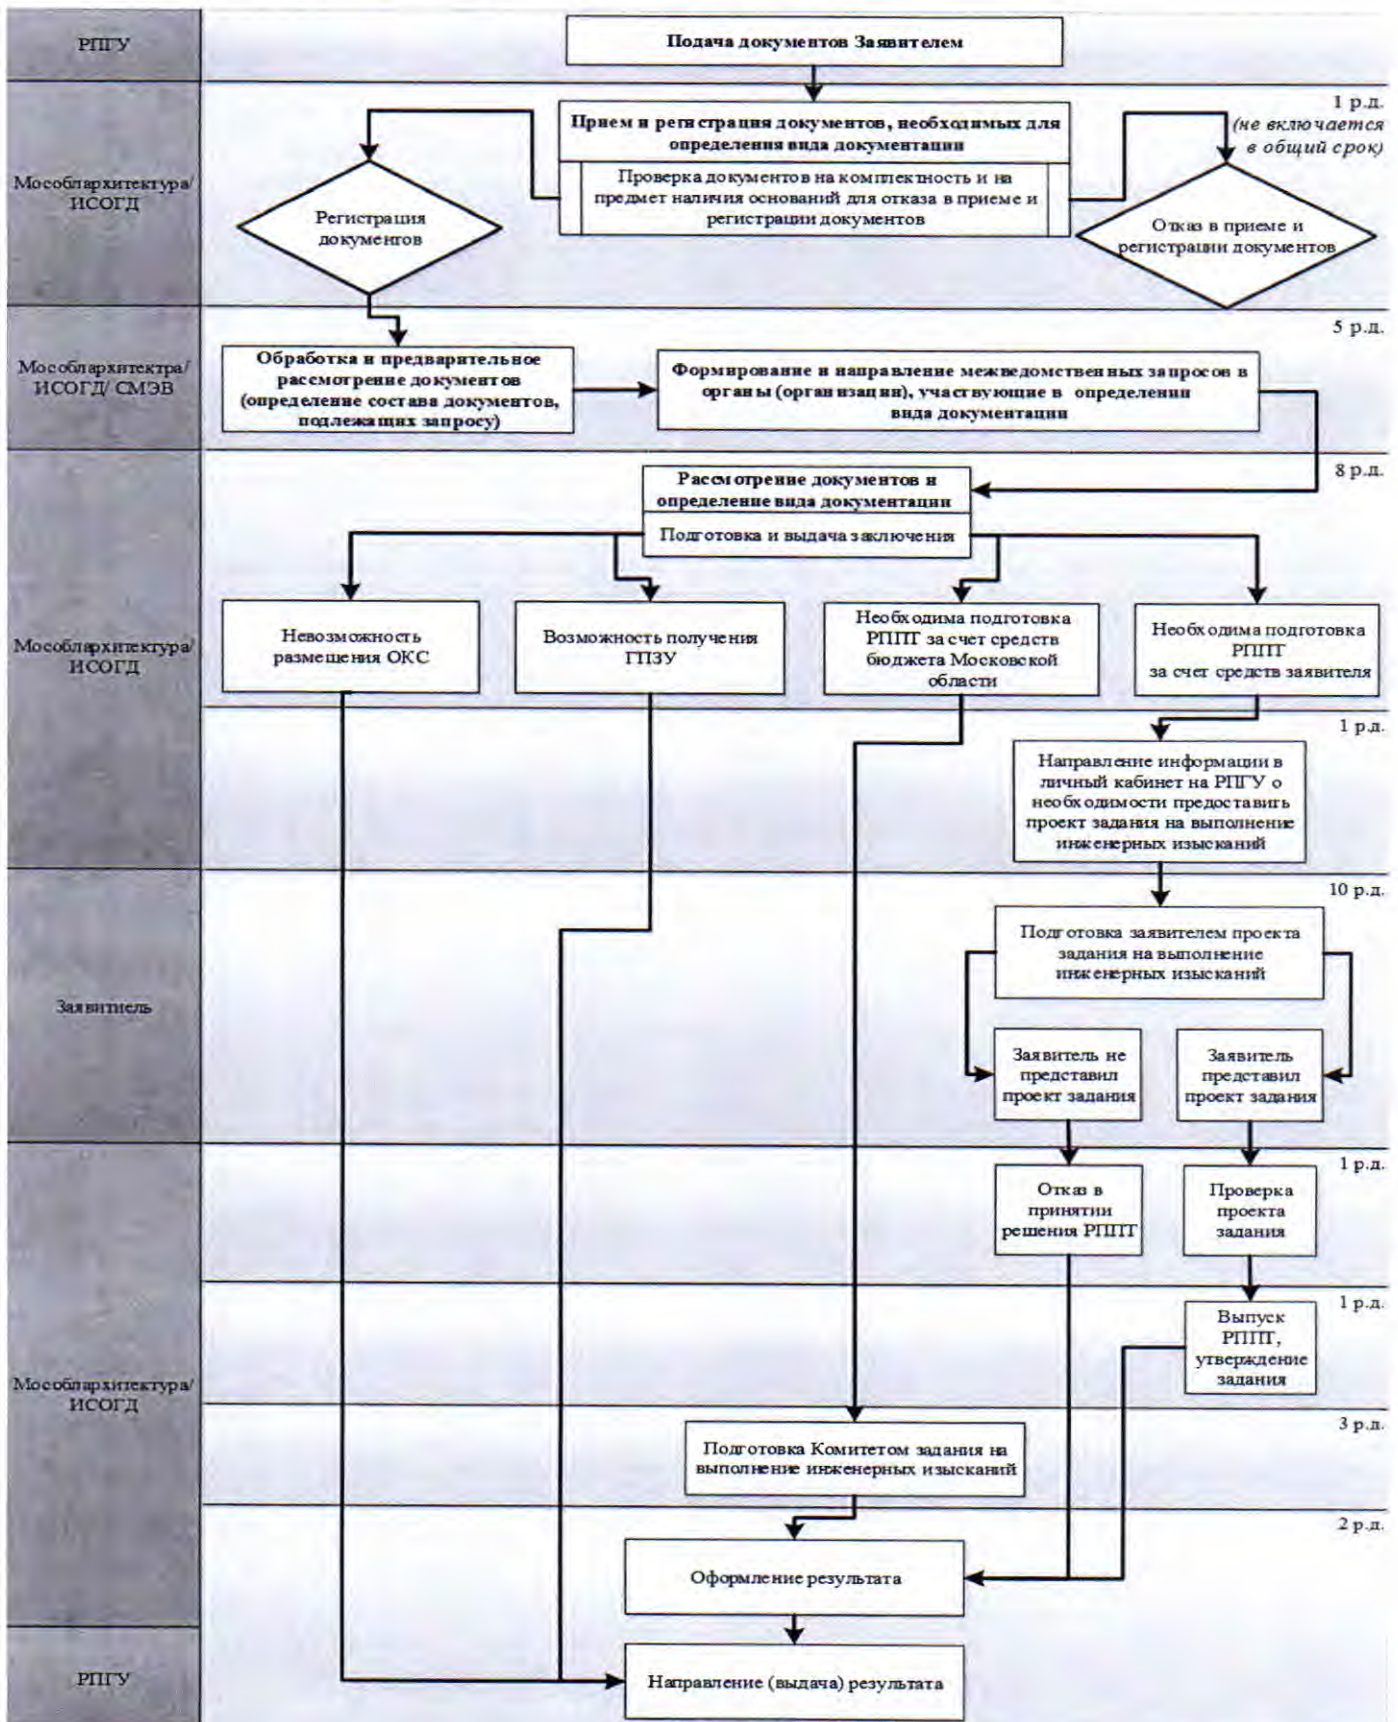 РПГУ
Подача документов Заявителем
1 р.д.
(не включается
в общий срок)
Мособлархитектура/
ИСОГД
Прием и регистрация документов, необходимых для
определения вида документации
Проверка документов на комплектность и на
предмет наличия оснований для отказа в приеме и
регистрации документов
Регистрация
документов
Отказ в приеме и
регистрации документов
5 р.д.
Мособлархитектра/
ИСОГД/ СМЭВ
Обработка и предварительное
рассмотрение документов
(определение состава документов,
подлежащих запросу)
Формирование и направление межведомственных запросов в
органы (организации), участвующие в определении
вида документации
8 р.д.
Рассмотрение документов и
определение вида документации
Подготовка и выдача заключения
Мособлархитектура/
ИСОГД
Невозможность
размещения ОКС
Возможность получения
ГПЗУ
Необходима подготовка
РППТ за счет средств
бюджета Московской
области
Необходима подготовка
РППТ
за счет средств заявителя
1 р.д.
Направление информации в
личный кабинет на РПГУ о
необходимости предоставить
проект задания на выполнение
инженерных изысканий
10 р.д.
Заявитиель
Подготовка заявителем проекта
задания на выполнение
инженерных изысканий
Заявитель не
представил
проект задания
Заявитель
представил
проект задания
1 р.д.
Отказ в
принятии
решения РППТ
Проверка
проекта
задания
1 р.д.
Выпуск
РППТ,
утверждение
задания
Мособлархитектура/
ИСОГД
3 р.д.
Подготовка Комитетом задания на
выполнение инженерных изысканий
2 р.д.
Оформление результата
РПГУ
Направление (выдача) результата